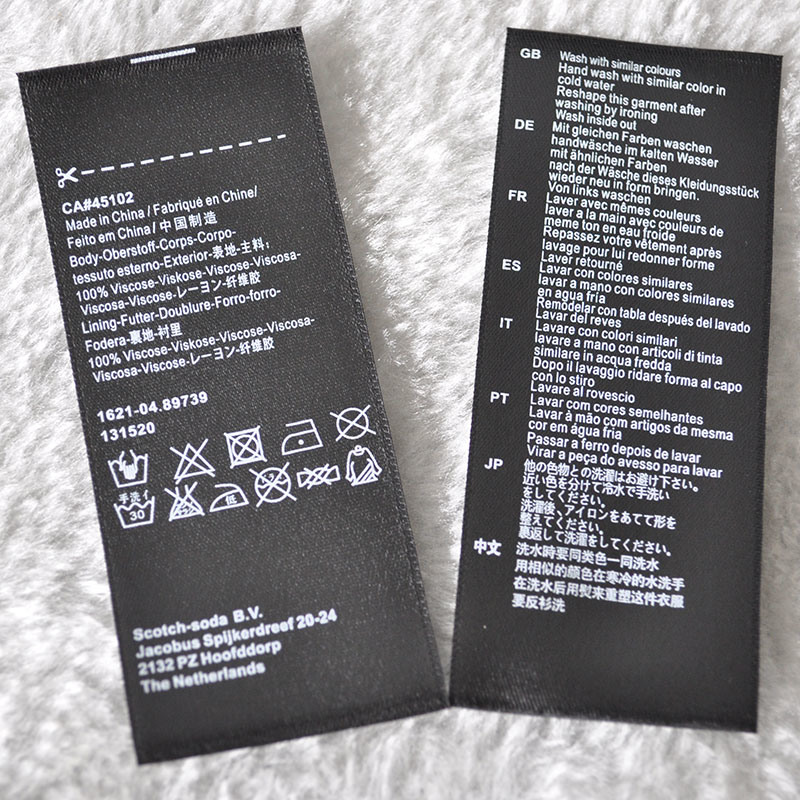 CA#45102
Made in China / Fabriqué en Chine/
Feito em China / 中国制造
Body-Oberstoff-Corps-Corpo-
tessuto esterno-Exterior-表地-主料:
100% Viscose-Viskose-Viscose-Viscosa-
Viscosa-Viscose-レーヨン-纤维胶
Lining-Futter-Doublure-Forro-forro-
Fodera-裏地-衬里
100% Viscose-Viskose-Viscose-Viscosa-
Viscosa-Viscose-レーヨン-纤维胶
1621-04.89739
131520
手洗イ
30
低
Scotch-soda B.V.
Jacobus Spijkerdreef 20-24
2132 PZ Hoofddorp
The Netherlands
GB Wash with similar colours
Hand wash with similar color in
cold water
Reshape this garment after
washing by ironing
Wash inside out
DE Mit gleichen Farben waschen
handwäsche im kalten Wasser
mit ähnlichen Farben
nach der Wäsche dieses Kleidungsstück
wieder neu in form bringen.
Von links waschen
FR Laver avec mêmes couleurs
laver a la main avec couleurs de
meme ton en eau froide
Repassez votre vêtement après
lavage pour lui redonner forme
Laver retourné
ES Lavar con colores similares
lavar a mano con colores similares
en agua fría
Remodelar con tabla después del lavado
Lavar del reves
IT Lavare con colori similari
lavare a mano con articoli di tinta
similare in acqua fredda
Dopo il lavaggio ridare forma al capo
con lo stiro
Lavare al rovescio
PT Lavar com cores semelhantes
Lavar à mão com artigos da mesma
cor em água fria
Passar a ferro depois de lavar
Virar a peça do avesso para lavar
JP 他の色物との洗濯はお避け下さい。
近い色を分けて冷水で手洗い
をしてください。
洗濯後、アイロンをあてて形を
整えてください。
裏返して洗濯をしてください。
中文 洗水時要同类色一同洗水
用相似的颜色在寒冷的水洗手
在洗水后用熨来重塑这件衣服
要反衫洗